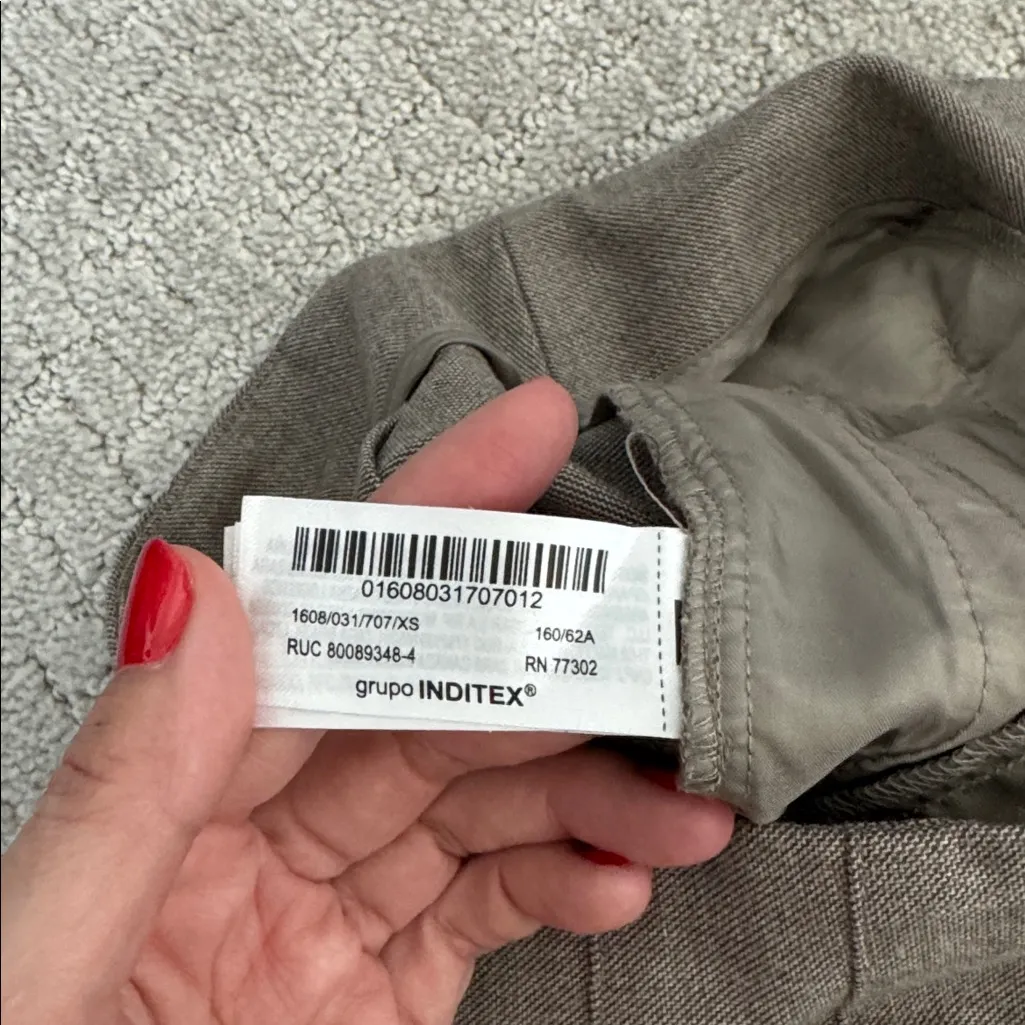 01608031707012
1608/031/707/XS 160/62A
RUC 80089348-4 RN 77302
grupo INDITEX®